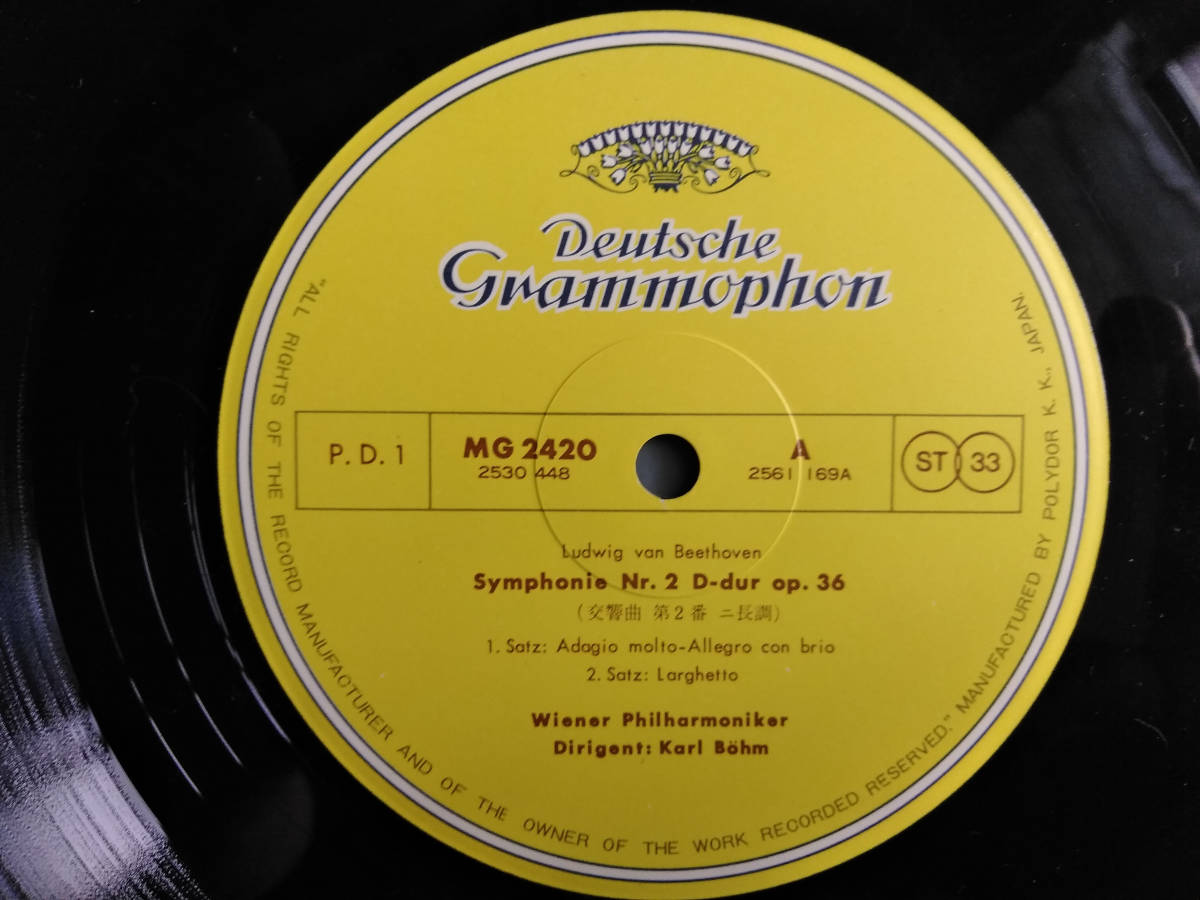 Deutsche
Grammophon
P. D. 1
MG 2420
2530 448
A
2561 169A
ST 33
Ludwig van Beethoven
Symphonie Nr. 2 D-dur op. 36
(交響曲 第2番 ニ長調)
1. Satz: Adagio molto-Allegro con brio
2. Satz: Larghetto
Wiener Philharmoniker
Dirigent: Karl Böhm
"ALL RIGHTS OF THE RECORD MANUFACTURER AND OF THE OWNER OF THE WORK RECORDED RESERVED." MANUFACTURED BY POLYDOR K. K., JAPAN.